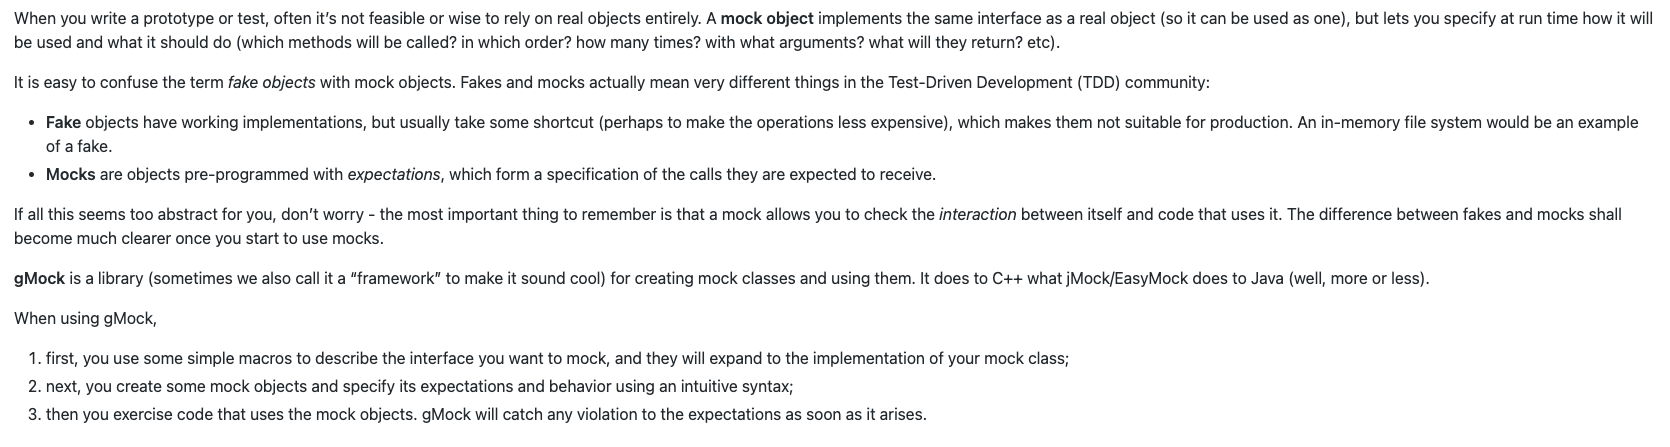 When you write a prototype or test, often it’s not feasible or wise to rely on real objects entirely. A mock object implements the same interface as a real object (so it can be used as one), but lets you specify at run time how it will
be used and what it should do (which methods will be called? in which order? how many times? with what arguments? what will they return? etc).
It is easy to confuse the term fake objects with mock objects. Fakes and mocks actually mean very different things in the Test-Driven Development (TDD) community:
• Fake objects have working implementations, but usually take some shortcut (perhaps to make the operations less expensive), which makes them not suitable for production. An in-memory file system would be an example
of a fake.
• Mocks are objects pre-programmed with expectations, which form a specification of the calls they are expected to receive.
If all this seems too abstract for you, don’t worry - the most important thing to remember is that a mock allows you to check the interaction between itself and code that uses it. The difference between fakes and mocks shall
become much clearer once you start to use mocks.
gMock is a library (sometimes we also call it a “framework” to make it sound cool) for creating mock classes and using them. It does to C++ what jMock/EasyMock does to Java (well, more or less).
When using gMock,
1. first, you use some simple macros to describe the interface you want to mock, and they will expand to the implementation of your mock class;
2. next, you create some mock objects and specify its expectations and behavior using an intuitive syntax;
3. then you exercise code that uses the mock objects. gMock will catch any violation to the expectations as soon as it arises.